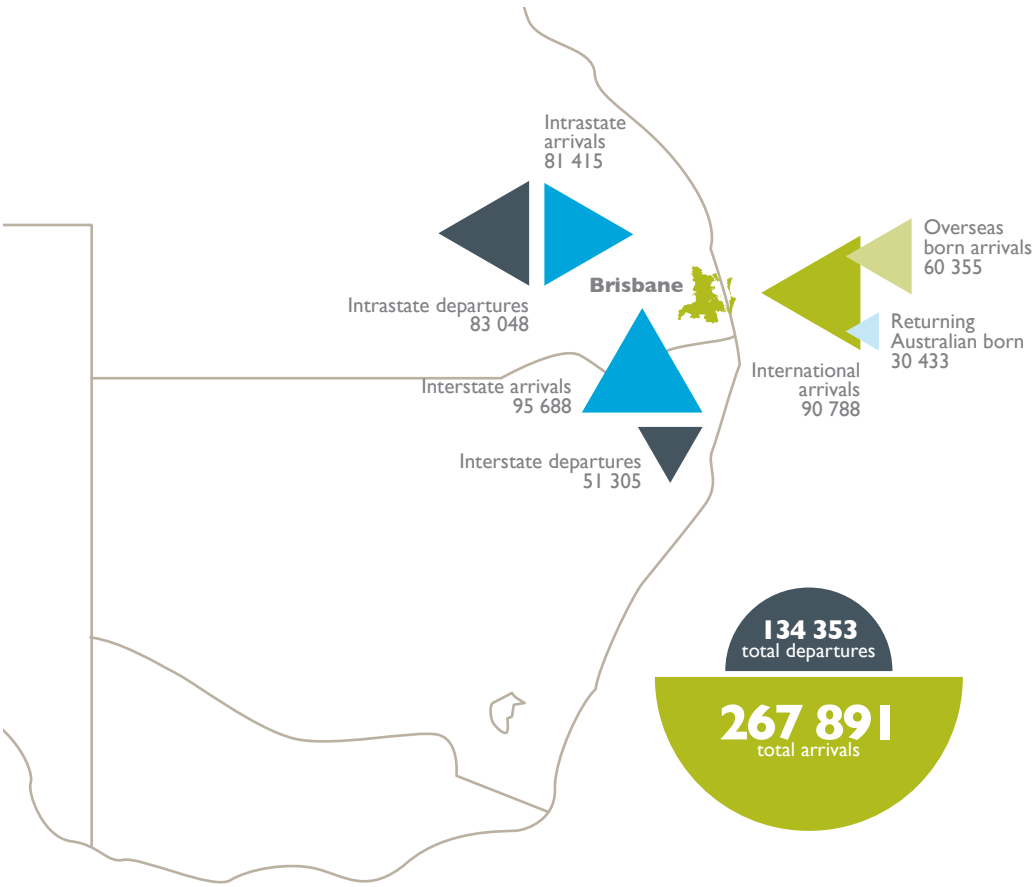 Intrastate
arrivals
81 415
Overseas
born arrivals
60 355
Brisbane
Intrastate departures
83 048
Returning
Australian born
30 433
International
arrivals
90 788
Interstate arrivals
95 688
Interstate departures
51 305
134 353
total departures
267 891
total arrivals